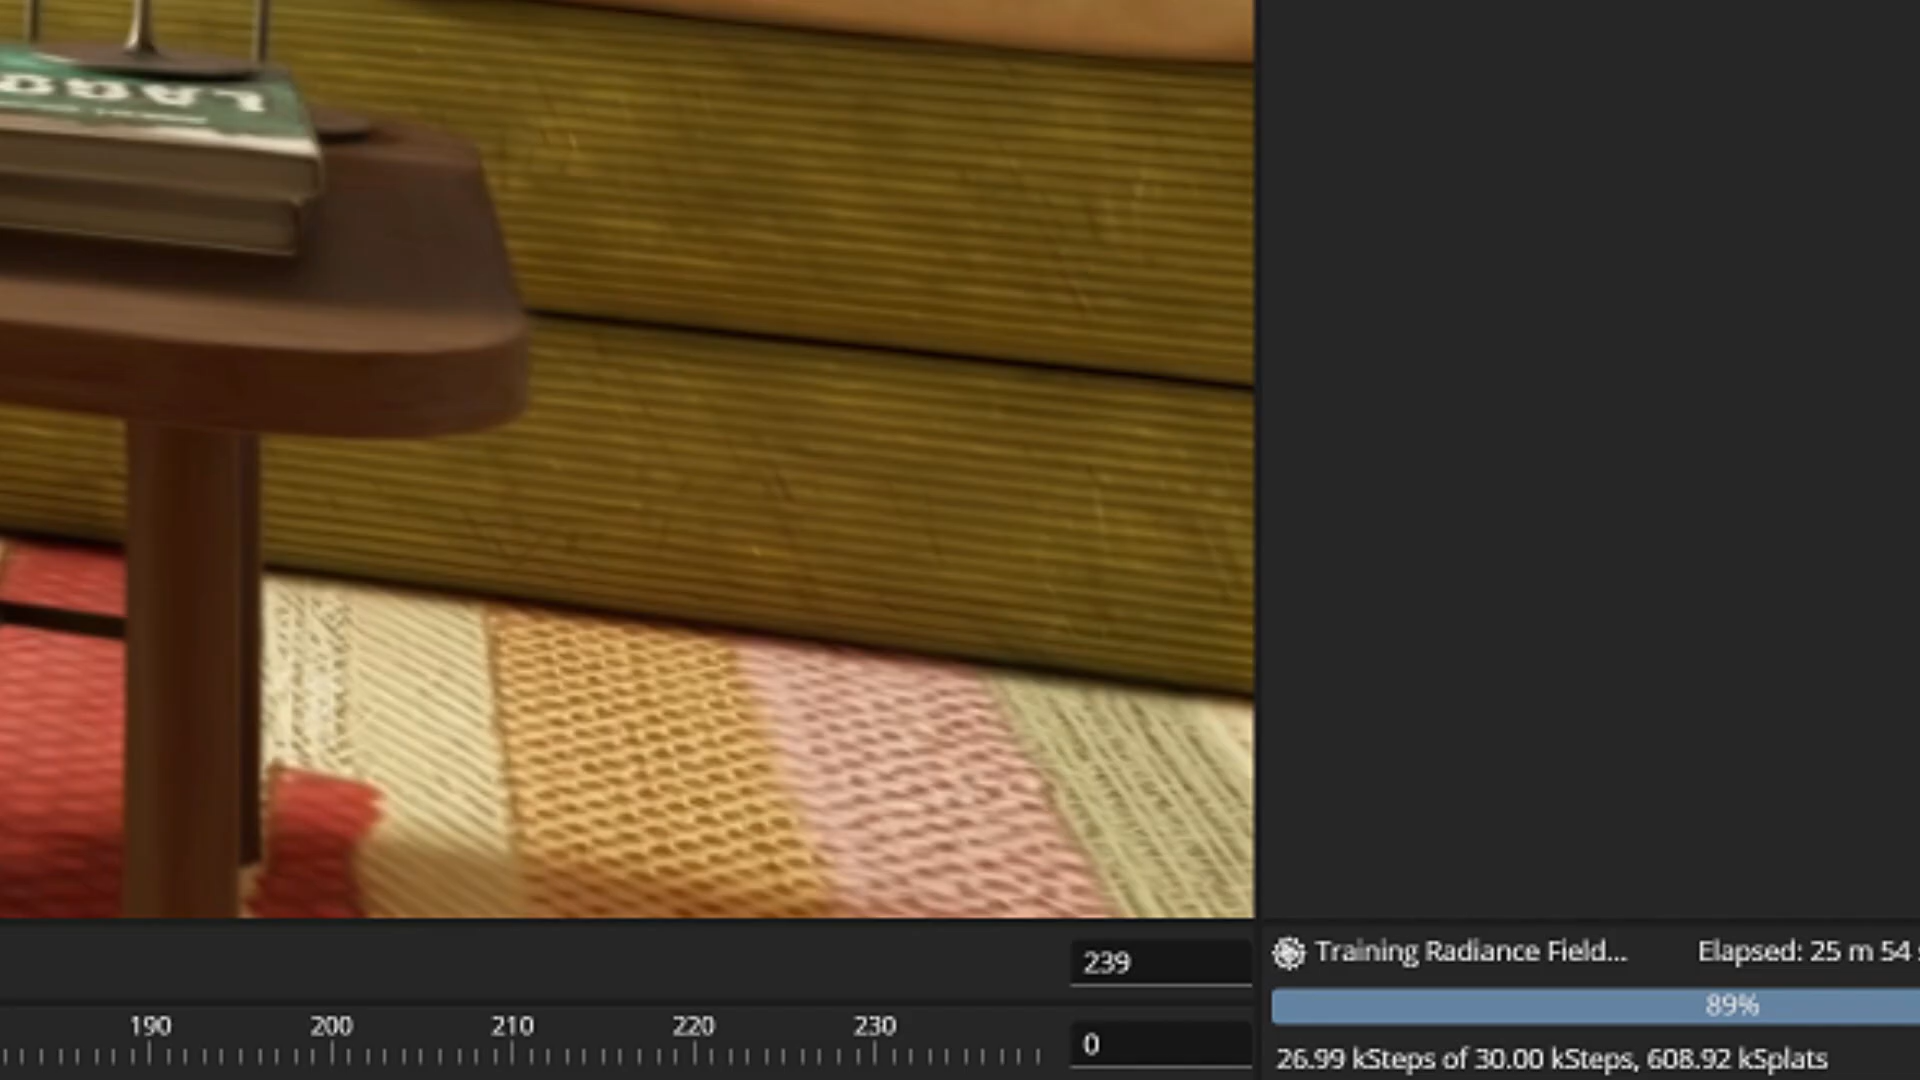 LAGO
239
Training Radiance Field...
Elapsed: 25 m 54 s
89%
190
200
210
220
230
0
26.99 kSteps of 30.00 kSteps, 608.92 kSplats